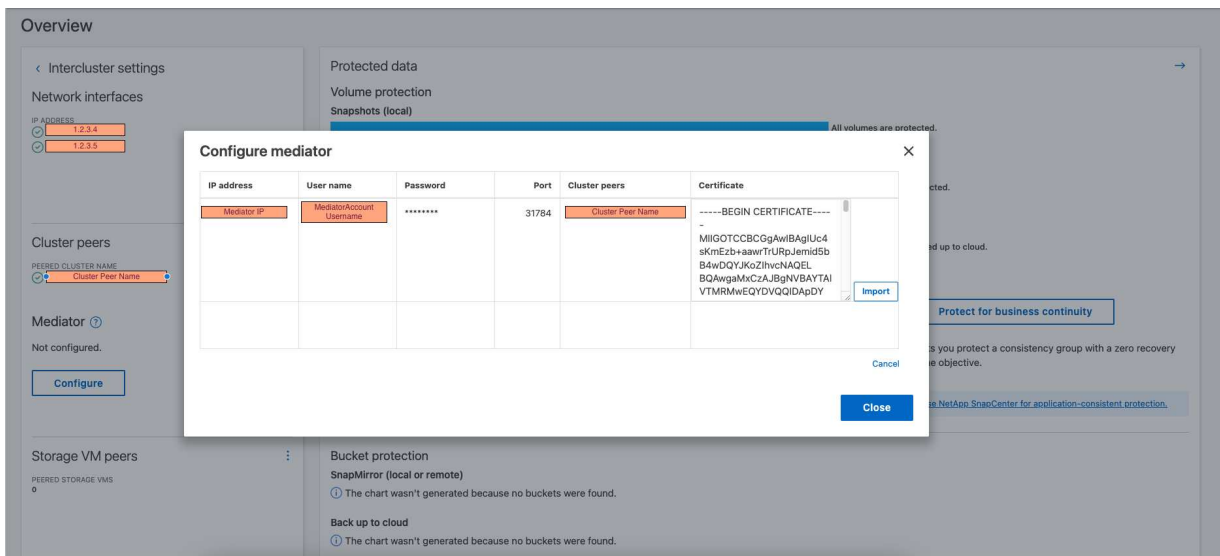 Overview
Intercluster settings
Network interfaces
IP ADDRESS
1.2.3.4
1.2.3.5
Cluster peers
PEERED CLUSTER NAME
Cluster Peer Name
Mediator
Not configured.
Configure
Storage VM peers
PEERED STORAGE VMS
0
Protected data
Volume protection
Snapshots (local)
All volumes are protected.
cted.
ed up to cloud.
Protect for business continuity
ts you protect a consistency group with a zero recovery
e objective.
se NetApp SnapCenter for application-consistent protection.
Configure mediator
IP address User name Password Port Cluster peers Certificate
Mediator IP
MediatorAccount
Username
********
31784
Cluster Peer Name
-----BEGIN CERTIFICATE----
-
MIIGOTCCBCGgAwIBAgIUc4
sKmEzb+aawrTrURpJemid5b
B4wDQYJKoZIhvcNAQEL
BQAwgaMxCzAJBgNVBAYTAl
VTMRMwEQYDVQQIDApDY
Import
Cancel
Close
Bucket protection
SnapMirror (local or remote)
The chart wasn't generated because no buckets were found.
Back up to cloud
The chart wasn't generated because no buckets were found.